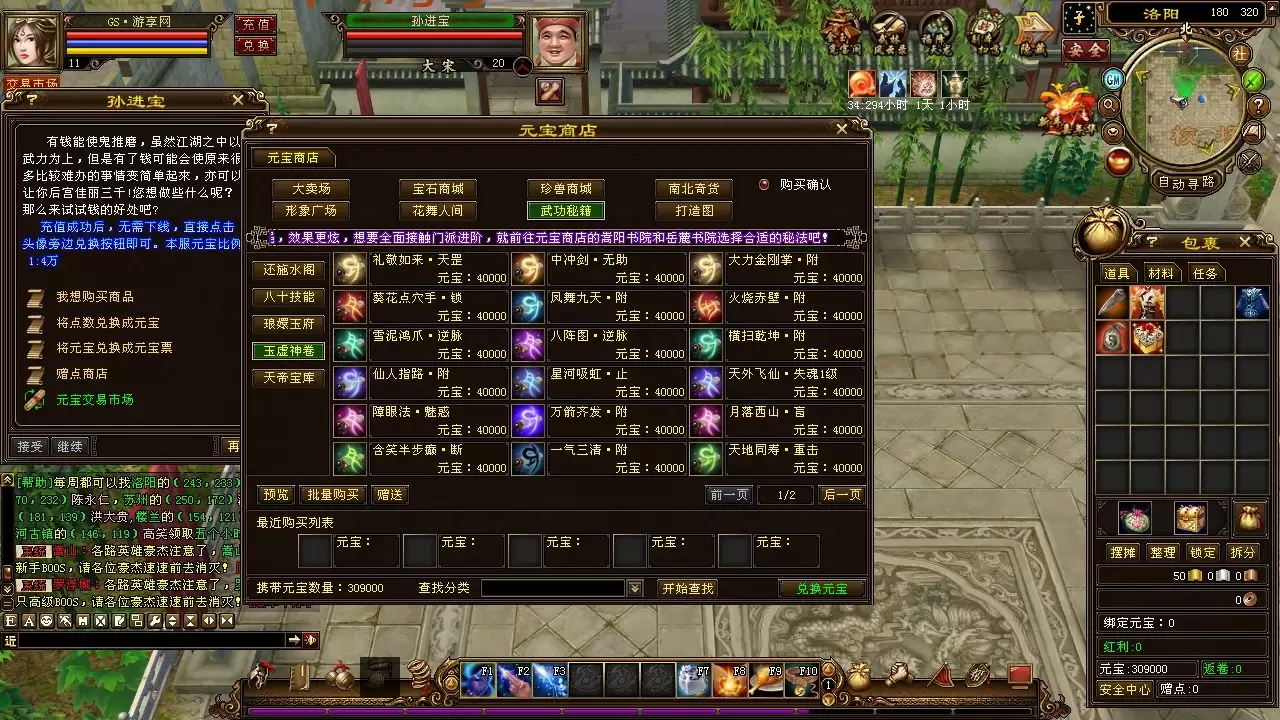 GS·游享网
11
充值
兑换
孙进宝
大宋
20
洛阳 180 320
北
子
安全
GM
自动寻路
34:29 4小时 1天 1小时
交易市场
孙进宝
有钱能使鬼推磨，虽然江湖之中以
武力为上，但是有了钱可能会使原来很
多比较难办的事情变简单起来，亦可以
让你后宫佳丽三千！您想做些什么呢？
那么来试试钱的好处吧？
充值成功后，无需下线，直接点击
头像旁边兑换按钮即可。本服元宝比例
1:4万
我想购买商品
将点数兑换成元宝
将元宝兑换成元宝票
赠点商店
元宝交易市场
接受 继续 再
元宝商店
元宝商店
大卖场 宝石商城 珍兽商城 南北奇货 购买确认
形象广场 花舞人间 武功秘籍 打造图
，效果更炫，想要全面接触门派进阶，就前往元宝商店的嵩阳书院和岳麓书院选择合适的秘法吧！
还施水阁
八十技能
琅嬛玉府
玉虚神卷
天帝宝库
礼敬如来·天罡 中冲剑·无助 大力金刚掌·附
元宝：40000 元宝：40000 元宝：40000
葵花点穴手·锁 凤舞九天·附 火烧赤壁·附
元宝：40000 元宝：40000 元宝：40000
雪泥鸿爪·逆脉 八阵图·逆脉 横扫乾坤·附
元宝：40000 元宝：40000 元宝：40000
仙人指路·附 星河吸虹·止 天外飞仙·失魂1级
元宝：40000 元宝：40000 元宝：40000
障眼法·魅惑 万箭齐发·附 月落西山·盲
元宝：40000 元宝：40000 元宝：40000
含笑半步癫·断 一气三清·附 天地同寿·重击
元宝：40000 元宝：40000 元宝：40000
预览 批量购买 赠送 前一页 1/2 后一页
最近购买列表
元宝： 元宝： 元宝： 元宝： 元宝：
携带元宝数量：309000 查找分类 开始查找 兑换元宝
包裹
道具 材料 任务
摆摊 整理 锁定 拆分
50 0 0
0
绑定元宝：0
红利：0
元宝：309000 返卷：0
安全中心 赠点：0
[帮助]每周都可以找洛阳的（243，233）
70，232）陈永仁，苏州的（250，172）
（181，139）洪大贵，楼兰的（154，121
河古镇的（146，119）高笑领取五个小时
系统 嵩山：各路英雄豪杰注意了，嵩山
新手BOOS，请各位豪杰速速前去消灭！
各路英雄豪杰注意了，
只高级BOOS，请各位豪杰速速前去消灭！
近
F1 F2 F3 F7 F8 F9 F10
1